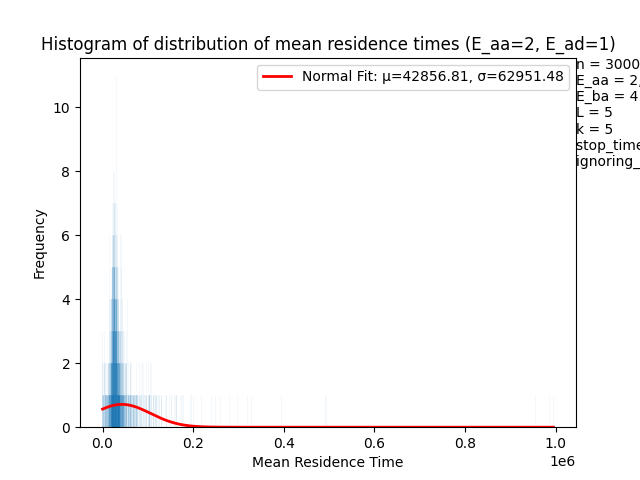 Histogram of distribution of mean residence times (E_aa=2, E_ad=1)
Normal Fit: μ=42856.81, σ=62951.48
n = 3000
E_aa = 2,
E_ba = 4
L = 5
k = 5
stop_time
ignoring_
Frequency
10
8
6
4
2
0
0.0 0.2 0.4 0.6 0.8 1.0
1e6
Mean Residence Time